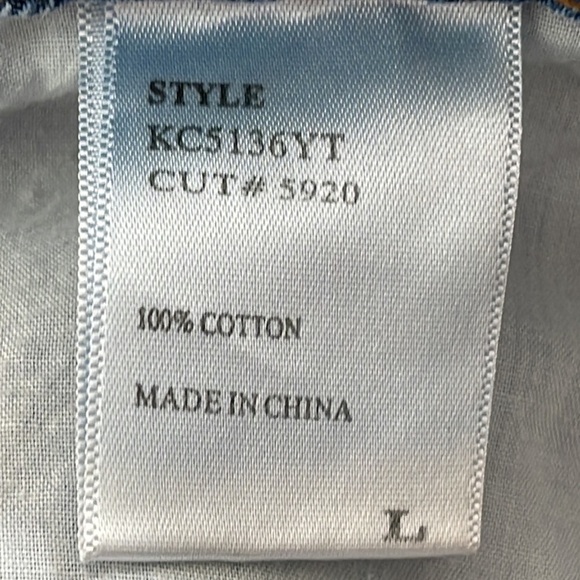 STYLE
KC5136YT
CUT# 5920
100% COTTON
MADE IN CHINA
L